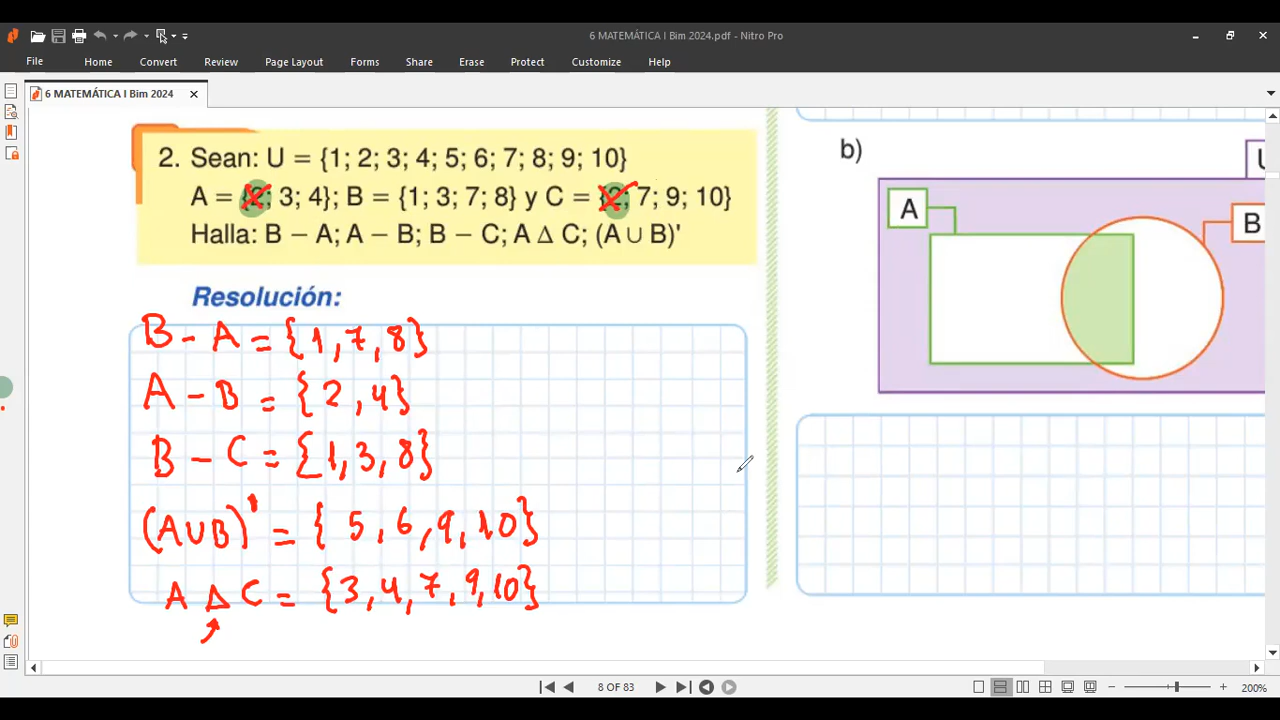 6 MATEMÁTICA I Bim 2024.pdf - Nitro Pro
File Home Convert Review Page Layout Forms Share Erase Protect Customize Help
6 MATEMÁTICA I Bim 2024
2. Sean: U = {1; 2; 3; 4; 5; 6; 7; 8; 9; 10}
A = {2; 3; 4}; B = {1; 3; 7; 8} y C = {2; 7; 9; 10}
Halla: B − A; A − B; B − C; A Δ C; (A ∪ B)'
Resolución:
B - A = {1, 7, 8}
A - B = {2, 4}
B - C = {1, 3, 8}
(A∪B)' = {5, 6, 9, 10}
A Δ C = {3, 4, 7, 9, 10}
b)
U
A
B
8 OF 83
200%